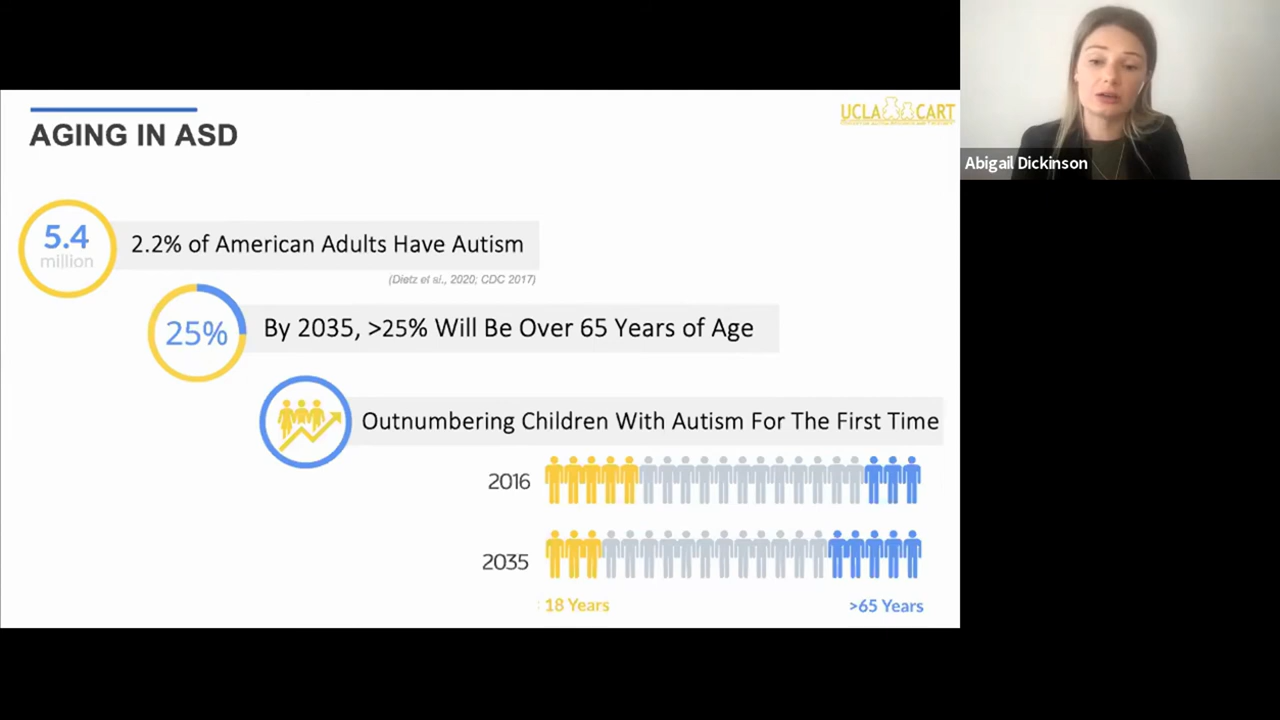 UCLA CART
AGING IN ASD
Abigail Dickinson
5.4
million
2.2% of American Adults Have Autism
(Dietz et al., 2020; CDC 2017)
25%
By 2035, >25% Will Be Over 65 Years of Age
Outnumbering Children With Autism For The First Time
2016
2035
18 Years
>65 Years